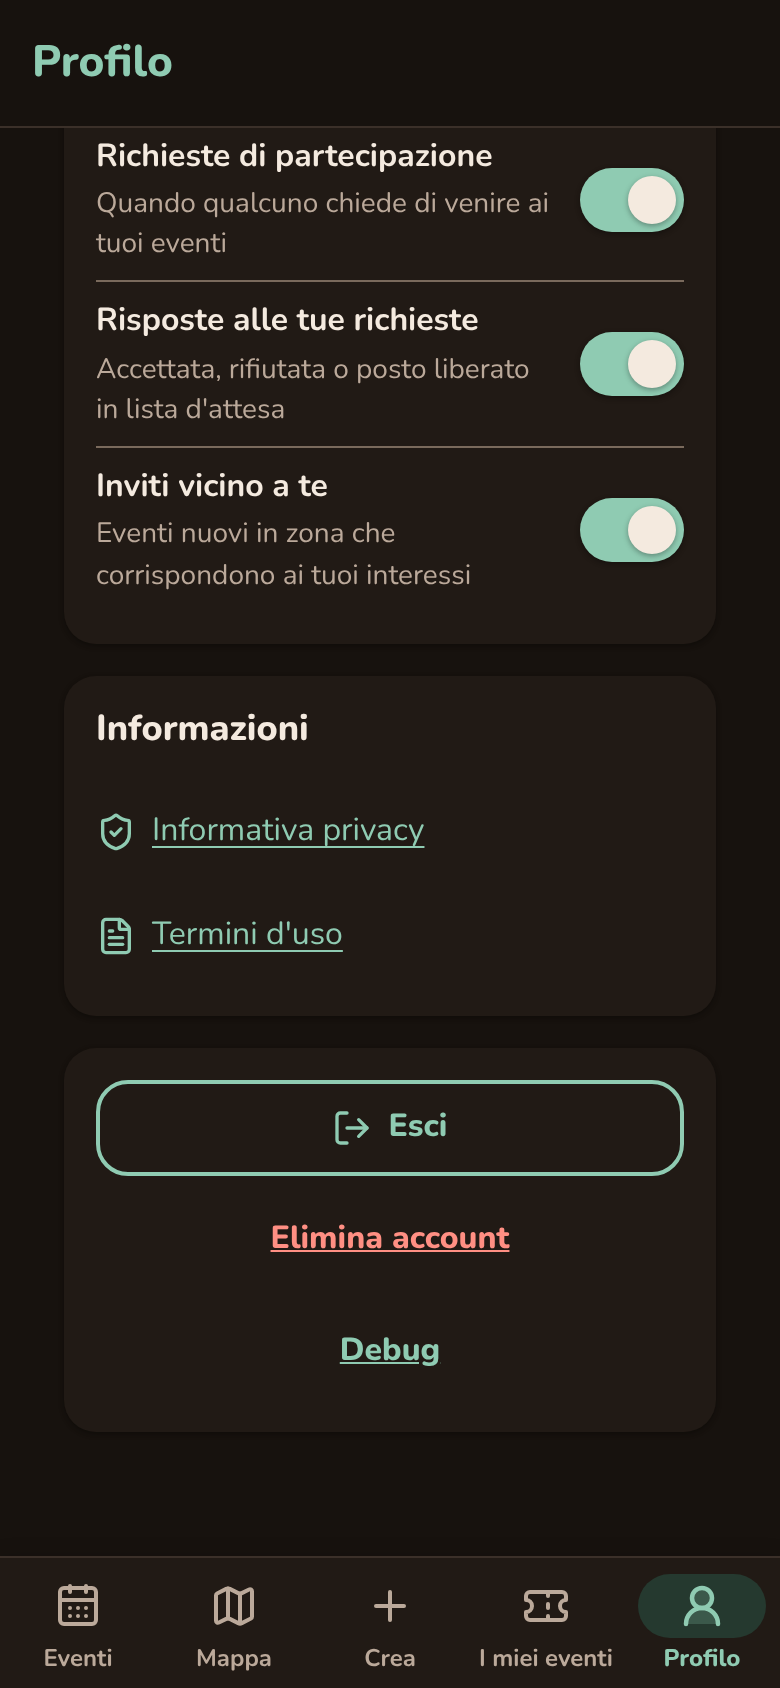 Profilo
Richieste di partecipazione
Quando qualcuno chiede di venire ai
tuoi eventi
Risposte alle tue richieste
Accettata, rifiutata o posto liberato
in lista d'attesa
Inviti vicino a te
Eventi nuovi in zona che
corrispondono ai tuoi interessi
Informazioni
Informativa privacy
Termini d'uso
Esci
Elimina account
Debug
Eventi
Mappa
Crea
I miei eventi
Profilo